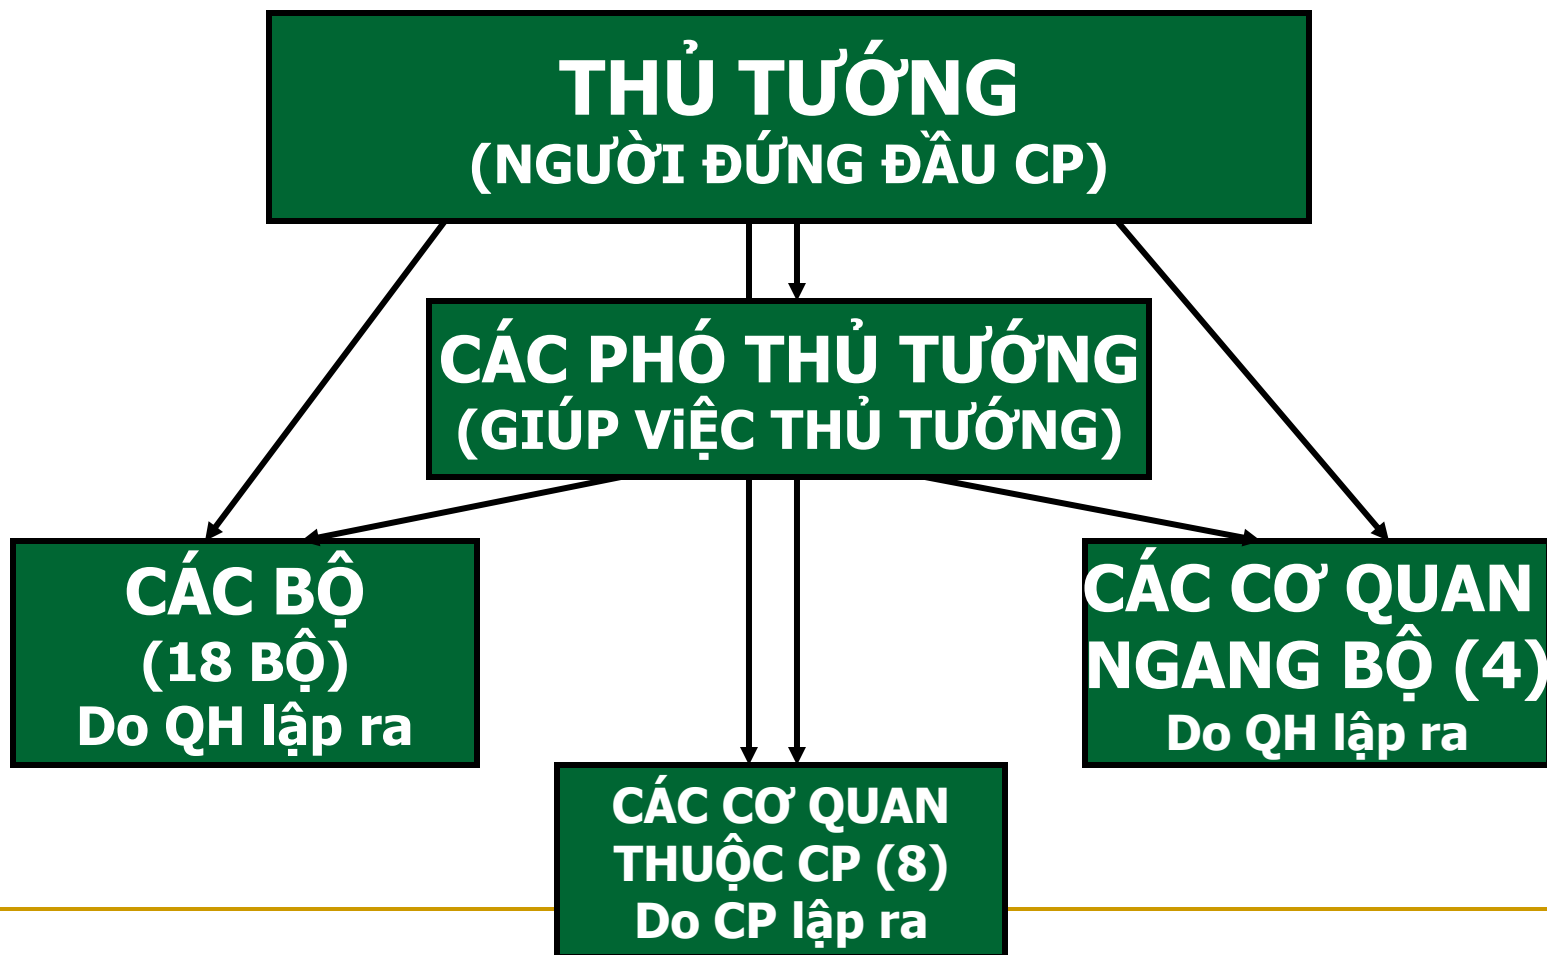 THỦ TƯỚNG
(NGƯỜI ĐỨNG ĐẦU CP)
CÁC PHÓ THỦ TƯỚNG
(GIÚP ViỆC THỦ TƯỚNG)
CÁC BỘ
(18 BỘ)
Do QH lập ra
CÁC CƠ QUAN
NGANG BỘ (4)
Do QH lập ra
CÁC CƠ QUAN
THUỘC CP (8)
Do CP lập ra